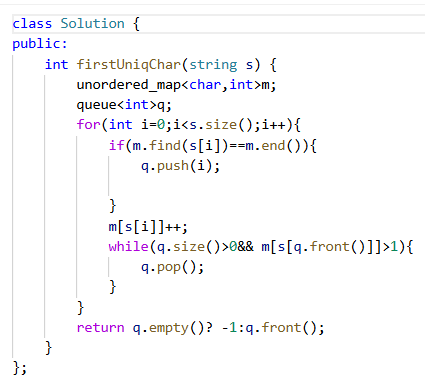 class Solution {
public:
    int firstUniqChar(string s) {
        unordered_map<char,int>m;
        queue<int>q;
        for(int i=0;i<s.size();i++){
            if(m.find(s[i])==m.end()){
                q.push(i);
            }
            m[s[i]]++;
            while(q.size()>0&& m[s[q.front()]]>1){
                q.pop();
            }
        }
        return q.empty()? -1:q.front();
    }
};